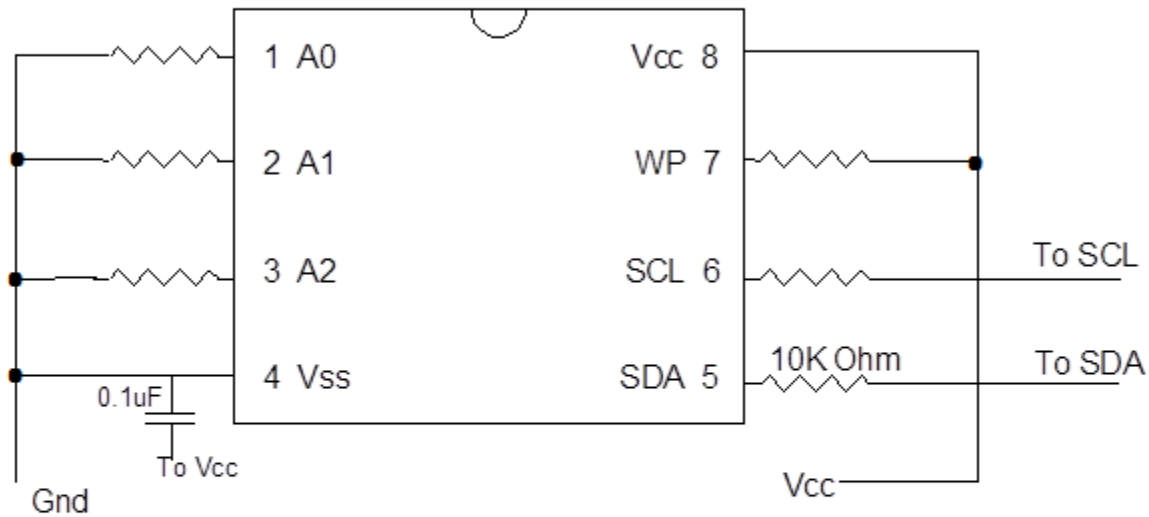 1 A0
Vcc 8
2 A1
WP 7
3 A2
SCL 6
To SCL
4 Vss
SDA 5
10K Ohm
To SDA
0.1uF
To Vcc
Gnd
Vcc